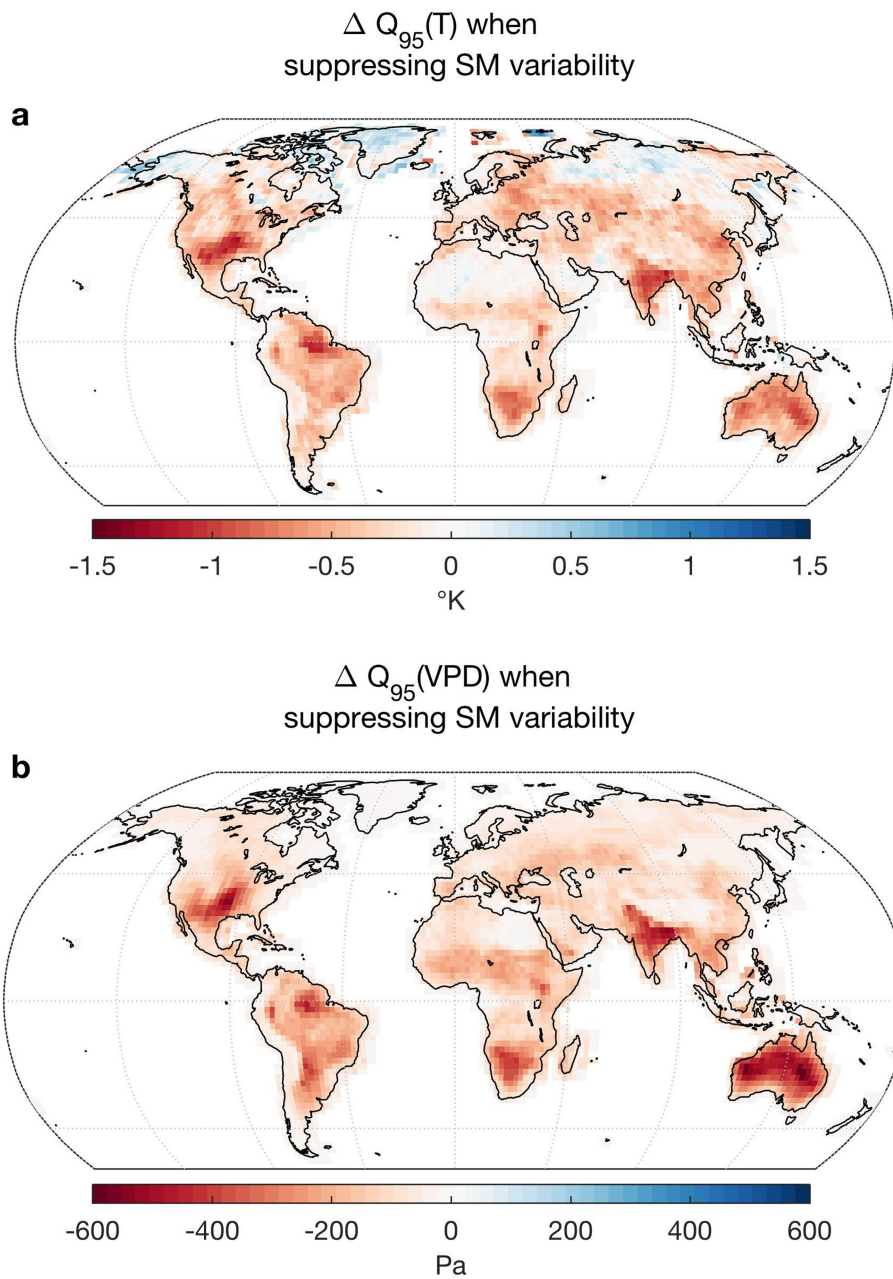 Δ Q95(T) when
suppressing SM variability
a
-1.5 -1 -0.5 0 0.5 1 1.5
°K
Δ Q95(VPD) when
suppressing SM variability
b
-600 -400 -200 0 200 400 600
Pa